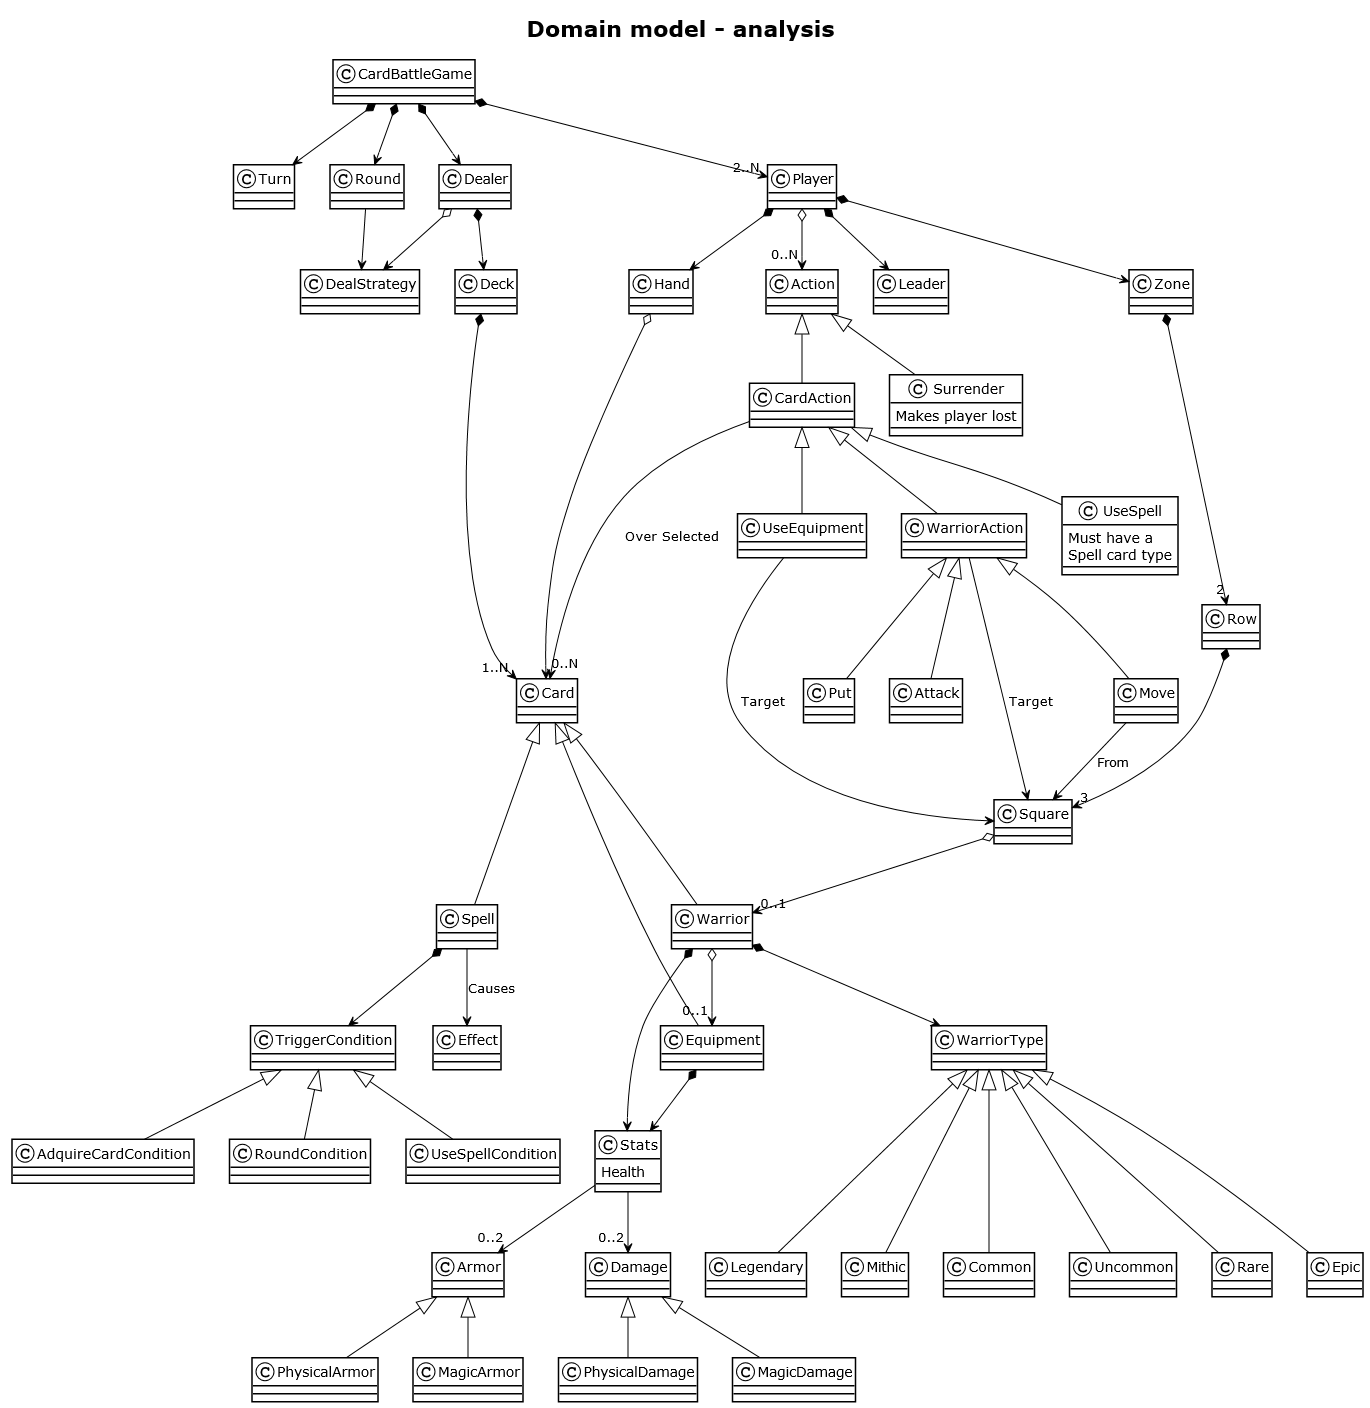 Domain model - analysis
C CardBattleGame
C Turn
C Round
C Dealer
2..N
C Player
C DealStrategy
C Deck
C Hand
0..N
C Action
C Leader
C Zone
C CardAction
C Surrender
Makes player lost
Over Selected
C UseEquipment
C WarriorAction
C UseSpell
Must have a
Spell card type
2
C Row
1..N
0..N
C Card
Target
C Put
C Attack
Target
C Move
From
3
C Square
C Spell
C Warrior
0..1
Causes
0..1
C TriggerCondition
C Effect
C Equipment
C WarriorType
C AdquireCardCondition
C RoundCondition
C UseSpellCondition
C Stats
Health
0..2
0..2
C Armor
C Damage
C Legendary
C Mithic
C Common
C Uncommon
C Rare
C Epic
C PhysicalArmor
C MagicArmor
C PhysicalDamage
C MagicDamage